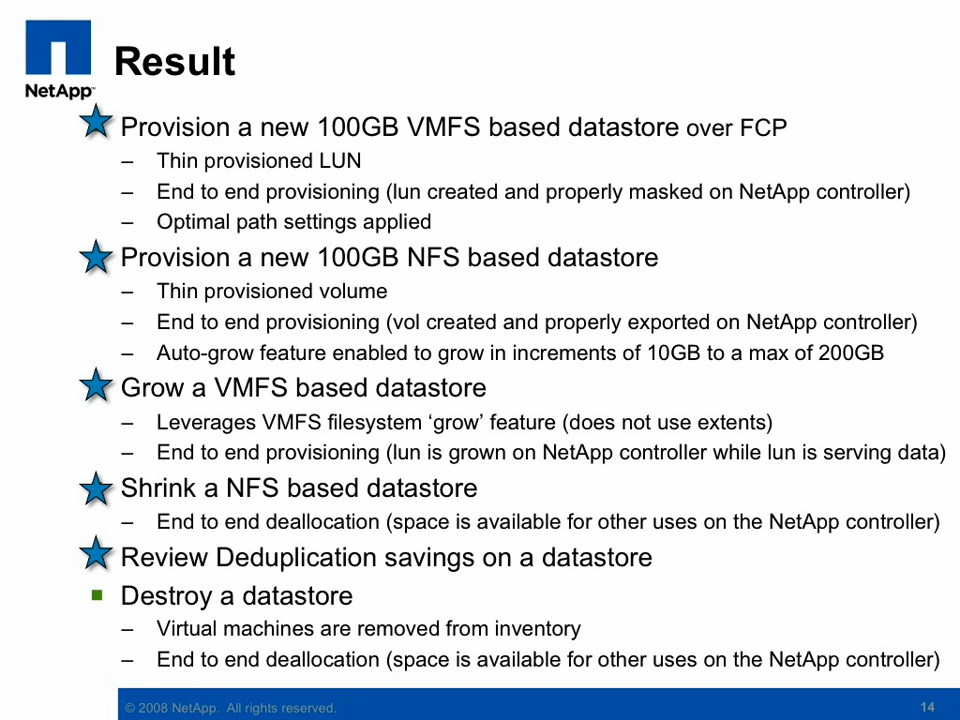 Result
NetApp
Provision a new 100GB VMFS based datastore over FCP
– Thin provisioned LUN
– End to end provisioning (lun created and properly masked on NetApp controller)
– Optimal path settings applied
Provision a new 100GB NFS based datastore
– Thin provisioned volume
– End to end provisioning (vol created and properly exported on NetApp controller)
– Auto-grow feature enabled to grow in increments of 10GB to a max of 200GB
Grow a VMFS based datastore
– Leverages VMFS filesystem ‘grow’ feature (does not use extents)
– End to end provisioning (lun is grown on NetApp controller while lun is serving data)
Shrink a NFS based datastore
– End to end deallocation (space is available for other uses on the NetApp controller)
Review Deduplication savings on a datastore
Destroy a datastore
– Virtual machines are removed from inventory
– End to end deallocation (space is available for other uses on the NetApp controller)
© 2008 NetApp. All rights reserved.
14